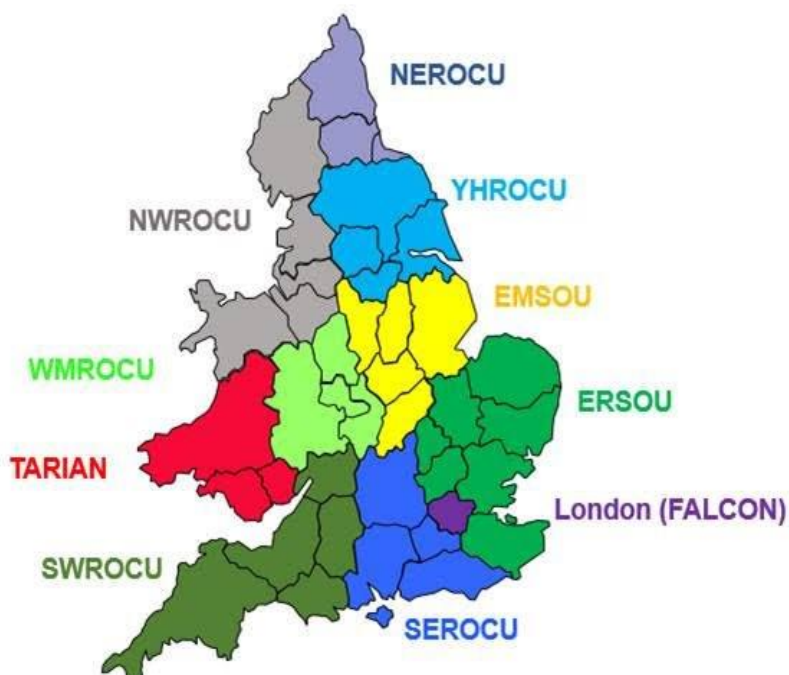 NEROCU
YHROCU
NWROCU
EMSOU
WMROCU
ERSOU
TARIAN
London (FALCON)
SWROCU
SEROCU